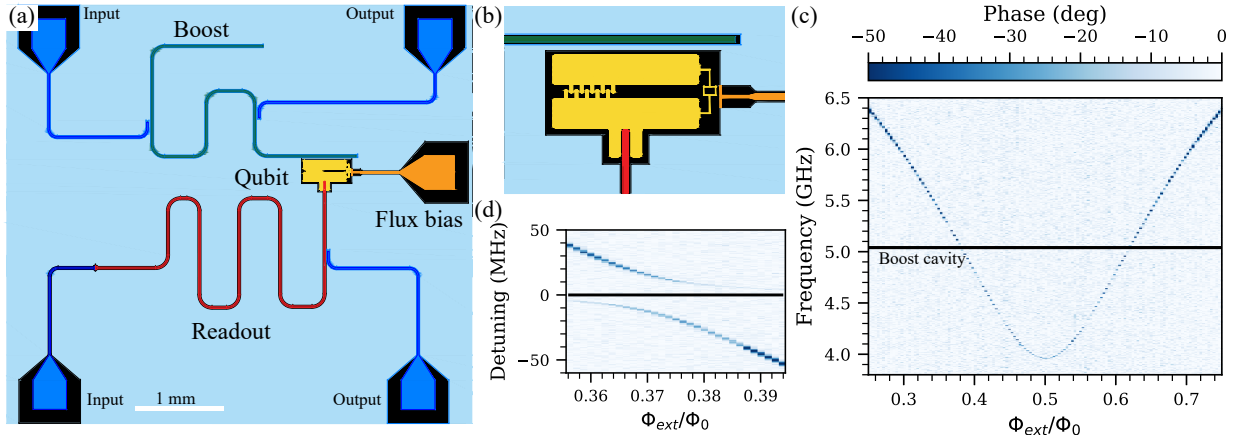 (a)
Input
Output
Boost
Qubit
Flux bias
Readout
Input
1 mm
Output
(b)
(d)
Detuning (MHz)
50
0
−50
0.36
0.37
0.38
0.39
Φext/Φ0
(c)
Phase (deg)
−50
−40
−30
−20
−10
0
Frequency (GHz)
6.5
6.0
5.5
5.0
4.5
4.0
Boost cavity
0.3
0.4
0.5
0.6
0.7
Φext/Φ0